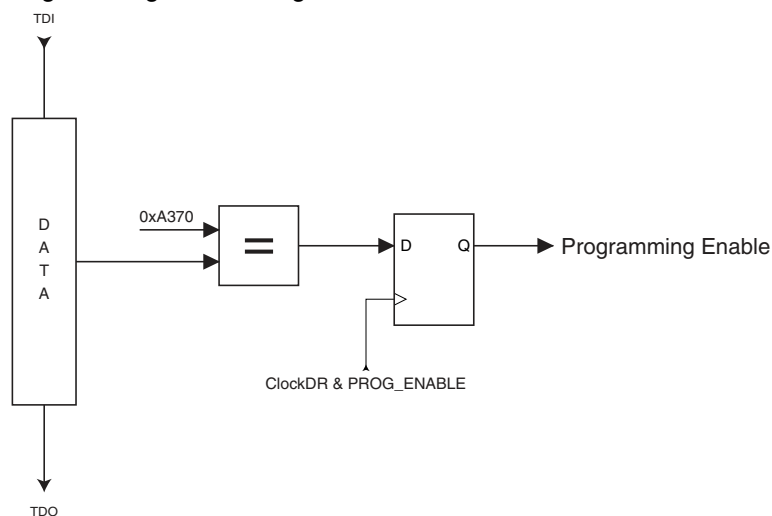 TDI
D
A
T
A
0xA370
=
D Q
Programming Enable
ClockDR & PROG_ENABLE
TDO